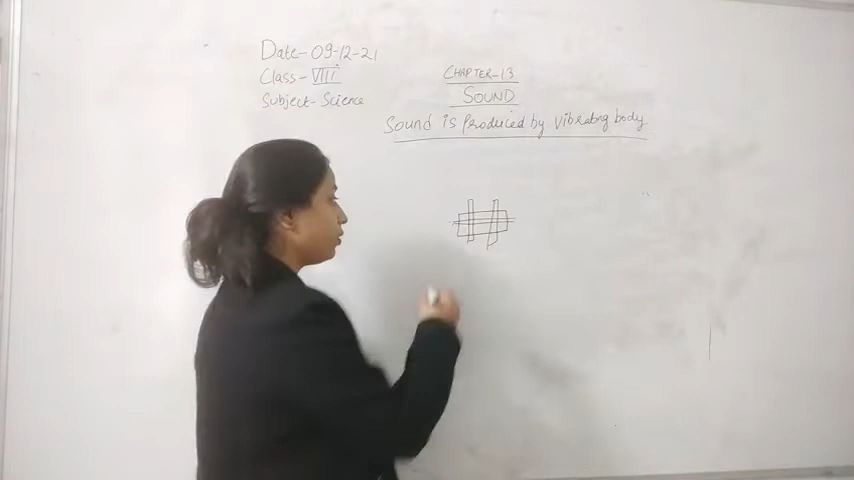 Date- 09-12-21
Class- VIII
Subject- Science
CHAPTER-13
SOUND
Sound is produced by vibrating body